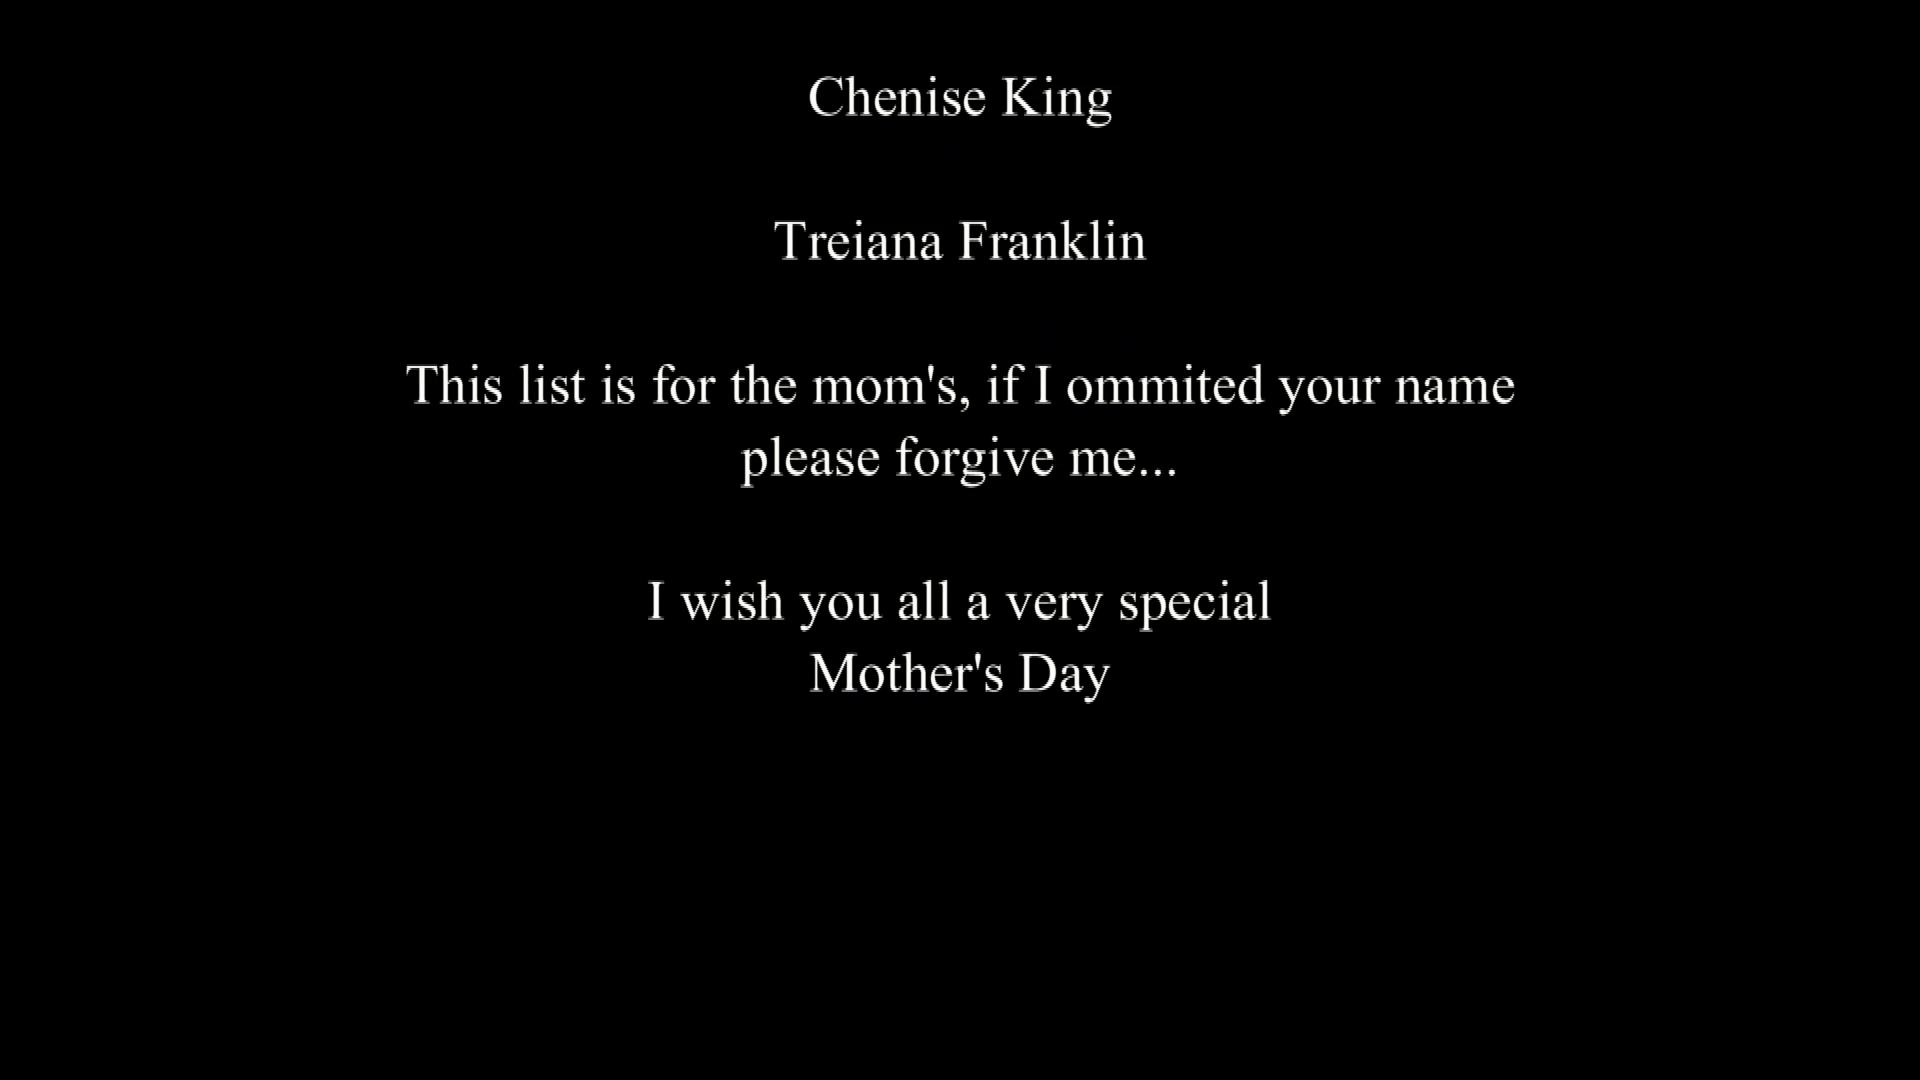 Chenise King
Treiana Franklin
This list is for the mom's, if I ommited your name
please forgive me...
I wish you all a very special
Mother's Day